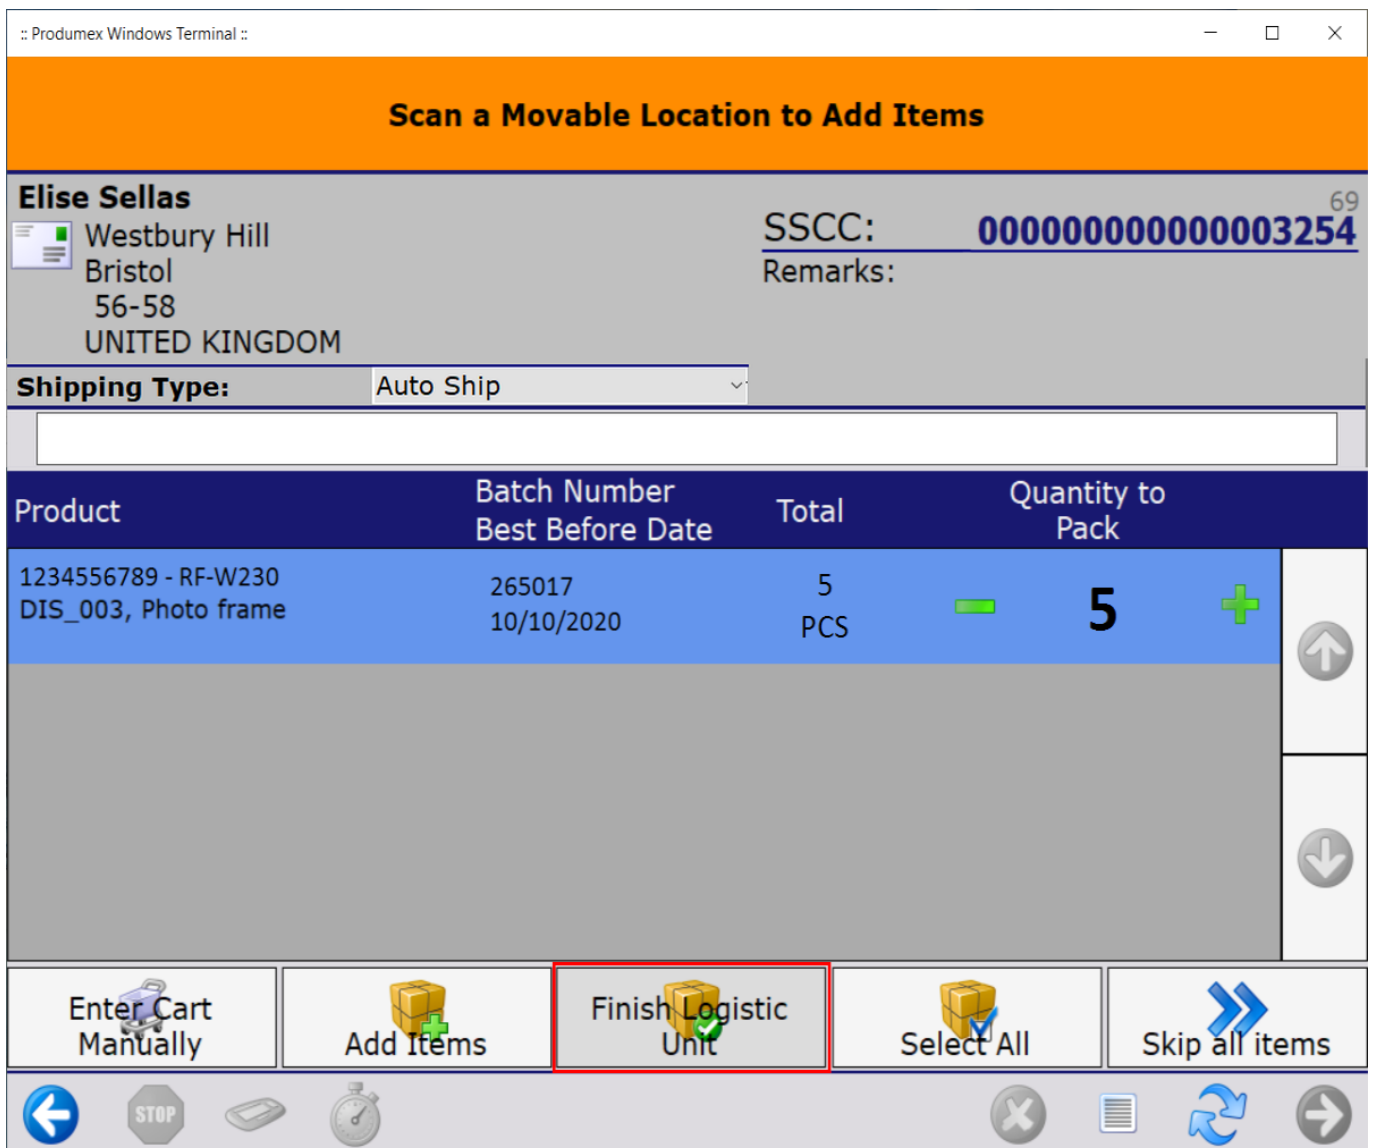 :: Produmex Windows Terminal ::
Scan a Movable Location to Add Items
Elise Sellas
Westbury Hill
Bristol
56-58
UNITED KINGDOM
69
SSCC: 000000000000003254
Remarks:
Shipping Type: Auto Ship
Product
Batch Number
Best Before Date
Total
Quantity to
Pack
1234556789 - RF-W230
DIS_003, Photo frame
265017
10/10/2020
5
PCS
5
Enter Cart
Manually
Add Items
Finish Logistic
Unit
Select All
Skip all items
STOP